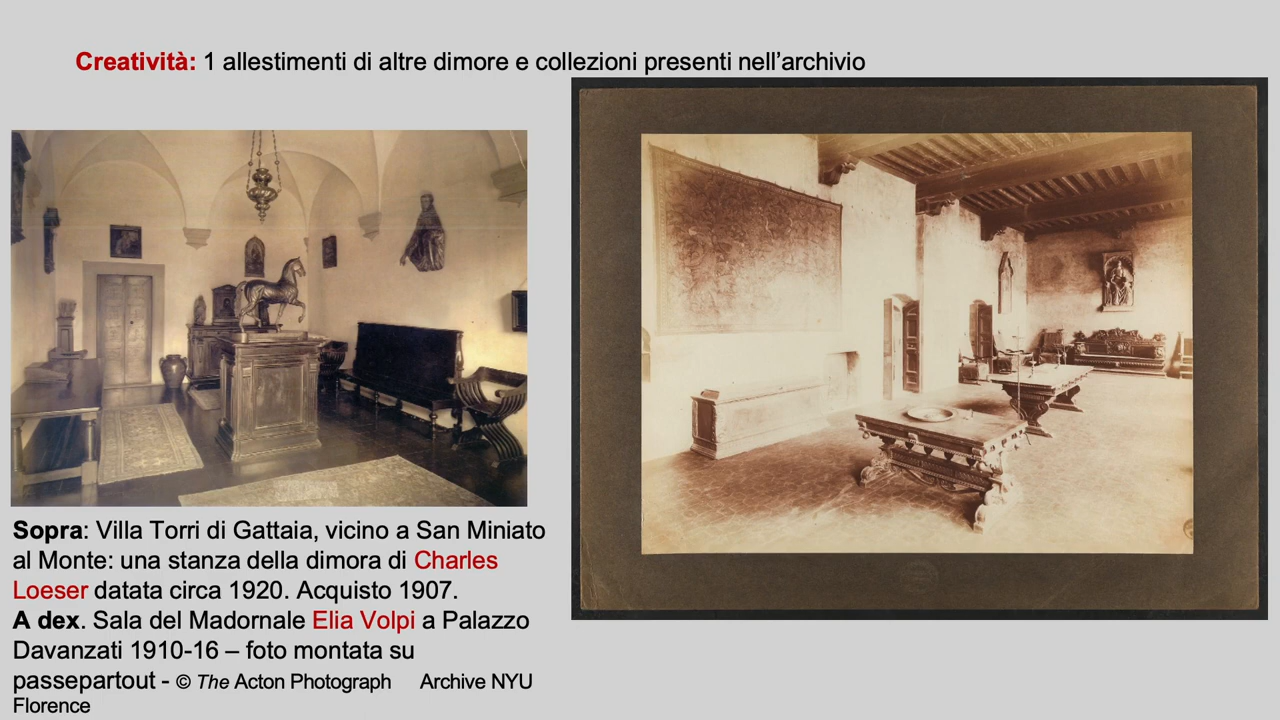 Creatività: 1 allestimenti di altre dimore e collezioni presenti nell’archivio
Sopra: Villa Torri di Gattaia, vicino a San Miniato
al Monte: una stanza della dimora di Charles
Loeser datata circa 1920. Acquisto 1907.
A dex. Sala del Madornale Elia Volpi a Palazzo
Davanzati 1910-16 – foto montata su
passepartout - © The Acton Photograph Archive NYU
Florence